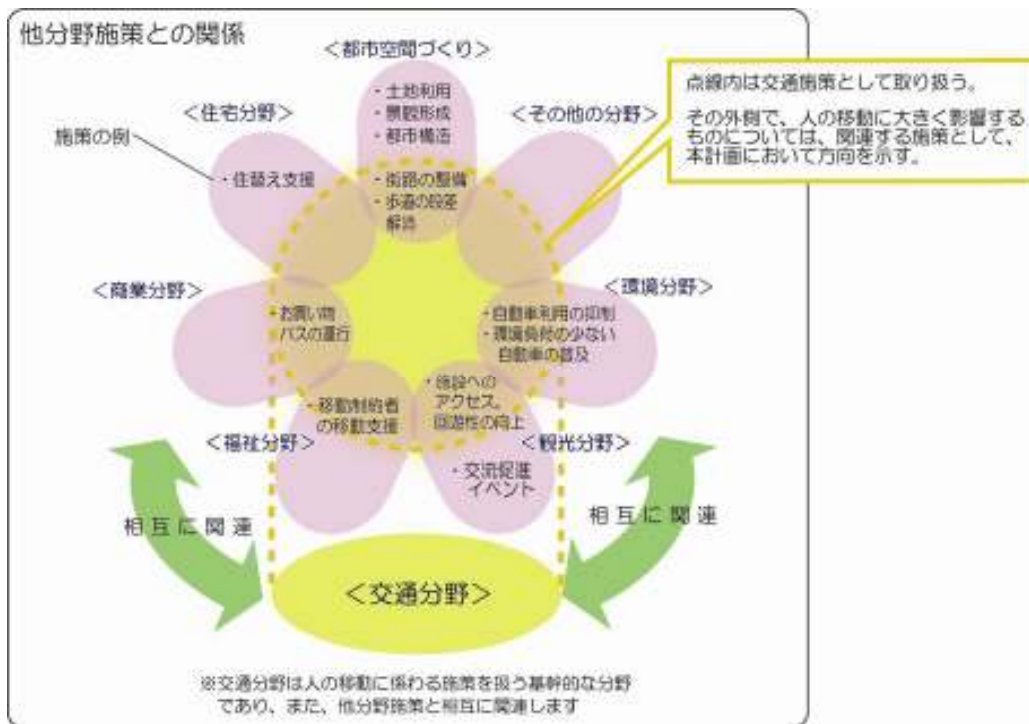 他分野施策との関係
＜都市空間づくり＞
・土地利用
・景観形成
・都市構造
・街路の整備
・歩道の段差
解消
＜住宅分野＞
施策の例
・住替え支援
＜その他の分野＞
点線内は交通施策として取り扱う。
その外側で、人の移動に大きく影響する
ものについては、関連する施策として、
本計画において方向を示す。
＜商業分野＞
・お買い物
バスの運行
＜環境分野＞
・自動車利用の抑制
・環境負荷の少ない
自動車の普及
・移動制約者
の移動支援
＜福祉分野＞
・施設への
アクセス、
回遊性の向上
＜観光分野＞
・交流促進
イベント
相互に関連
相互に関連
＜交通分野＞
※交通分野は人の移動に係わる施策を扱う基幹的な分野
であり、また、他分野施策と相互に関連します